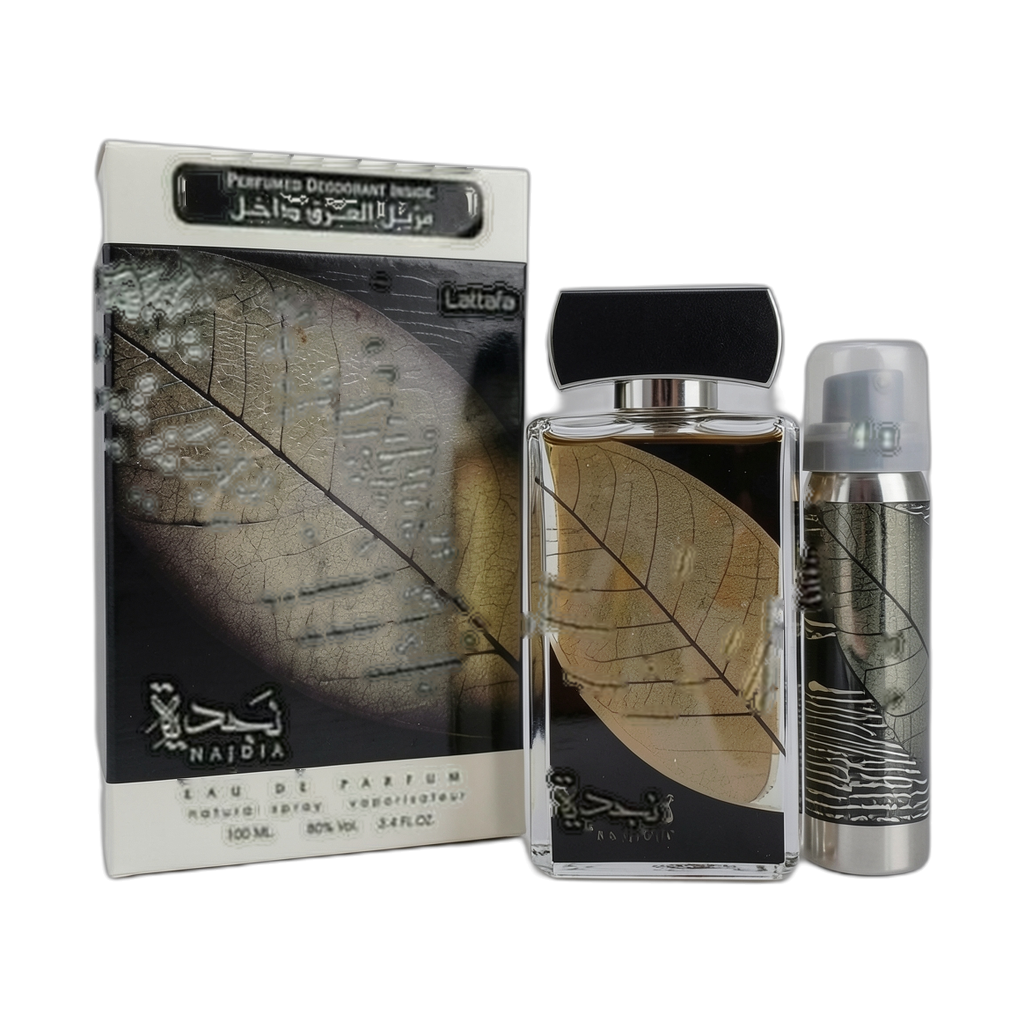 PERFUMED DEODORANT INSIDE
مزيل العرق داخل
Lattafa
نجدية
NAJDIA
EAU DE PARFUM
natural spray vaporisateur
100 ML. 80% Vol. 3.4 FL.OZ.
نجدية